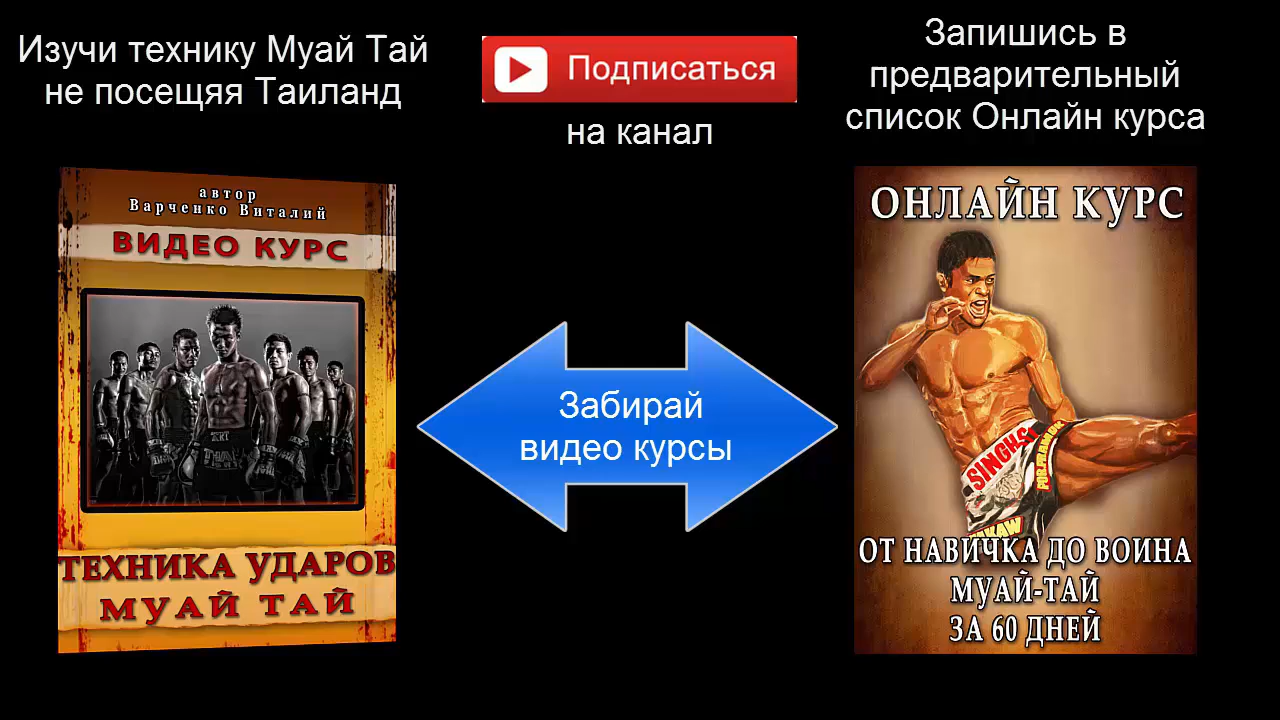 Изучи технику Муай Тай
не посещяя Таиланд
Подписаться
на канал
Запишись в
предварительный
список Онлайн курса
автор
Варченко Виталий
ВИДЕО КУРС
ТЕХНИКА УДАРОВ
МУАЙ ТАЙ
Забирай
видео курсы
ОНЛАЙН КУРС
SINGHS
ОТ НАВИЧКА ДО ВОИНА
МУАЙ-ТАЙ
ЗА 60 ДНЕЙ